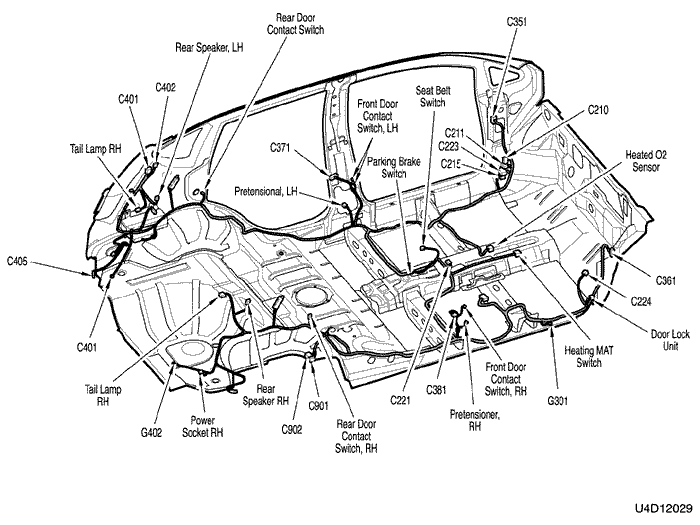 Rear Door
Contact Switch
C351
Rear Speaker, LH
C402
C401
Seat Belt
Switch
Front Door
Contact
Switch, LH
C210
C211
C223
C215
Tail Lamp RH
C371
Parking Brake
Switch
Heated O2
Sensor
Pretensional, LH
C405
C361
C224
C401
Door Lock
Unit
Heating MAT
Switch
Tail Lamp
RH
Rear
Speaker RH
C221
C381
Front Door
Contact
Switch, RH
G301
C901
C902
Power
Socket RH
G402
Rear Door
Contact
Switch, RH
Pretensioner,
RH
U4D12029